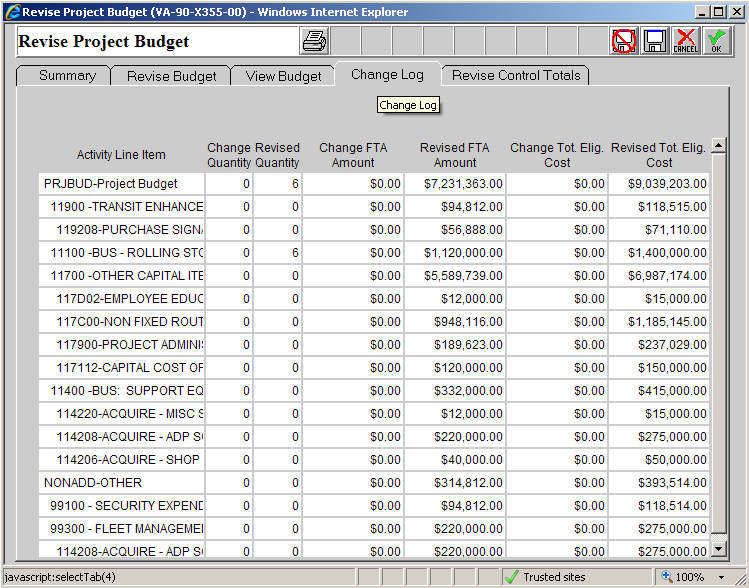 Revise Project Budget (VA-90-X355-00) - Windows Internet Explorer
Revise Project Budget
CANCEL OK
Summary Revise Budget View Budget Change Log Revise Control Totals
Change Log
Activity Line Item Change Quantity Revised Quantity Change FTA Amount Revised FTA Amount Change Tot. Elig. Cost Revised Tot. Elig. Cost
PRJBUD-Project Budget 0 6 $0.00 $7,231,363.00 $0.00 $9,039,203.00
11900 -TRANSIT ENHANCE 0 0 $0.00 $94,812.00 $0.00 $118,515.00
119208-PURCHASE SIGN 0 0 $0.00 $56,888.00 $0.00 $71,110.00
11100 -BUS - ROLLING STO 0 6 $0.00 $1,120,000.00 $0.00 $1,400,000.00
11700 -OTHER CAPITAL ITE 0 0 $0.00 $5,589,739.00 $0.00 $6,987,174.00
117D02-EMPLOYEE EDUC 0 0 $0.00 $12,000.00 $0.00 $15,000.00
117C00-NON FIXED ROUT 0 0 $0.00 $948,116.00 $0.00 $1,185,145.00
117900-PROJECT ADMINI 0 0 $0.00 $189,623.00 $0.00 $237,029.00
117112-CAPITAL COST OF 0 0 $0.00 $120,000.00 $0.00 $150,000.00
11400 -BUS: SUPPORT EQ 0 0 $0.00 $332,000.00 $0.00 $415,000.00
114220-ACQUIRE - MISC S 0 0 $0.00 $12,000.00 $0.00 $15,000.00
114208-ACQUIRE - ADP S 0 0 $0.00 $220,000.00 $0.00 $275,000.00
114206-ACQUIRE - SHOP 0 0 $0.00 $40,000.00 $0.00 $50,000.00
NONADD-OTHER 0 0 $0.00 $314,812.00 $0.00 $393,514.00
99100 - SECURITY EXPEND 0 0 $0.00 $94,812.00 $0.00 $118,514.00
99300 - FLEET MANAGEME 0 0 $0.00 $220,000.00 $0.00 $275,000.00
114208-ACQUIRE - ADP S 0 0 $0.00 $220,000.00 $0.00 $275,000.00
javascript:selectTab(4) Trusted sites 100%